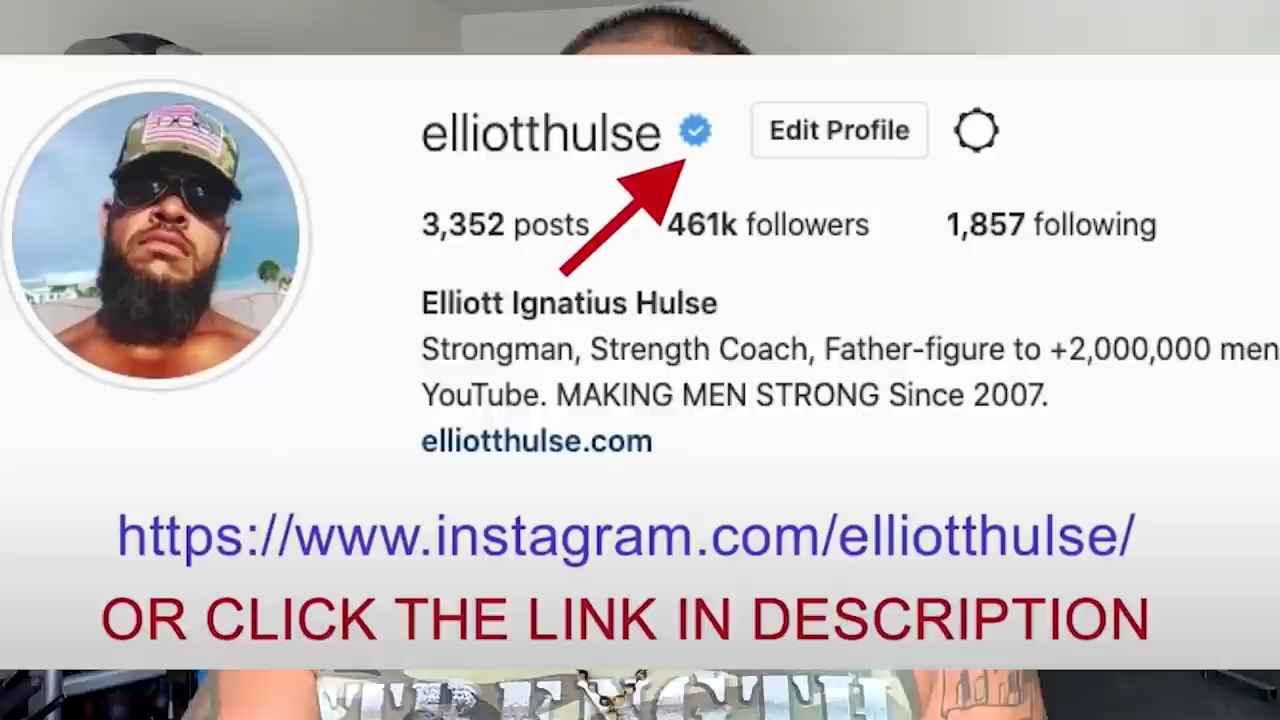 elliotthulse Edit Profile
3,352 posts 461k followers 1,857 following
Elliott Ignatius Hulse
Strongman, Strength Coach, Father-figure to +2,000,000 men
YouTube. MAKING MEN STRONG Since 2007.
elliotthulse.com
https://www.instagram.com/elliotthulse/
OR CLICK THE LINK IN DESCRIPTION